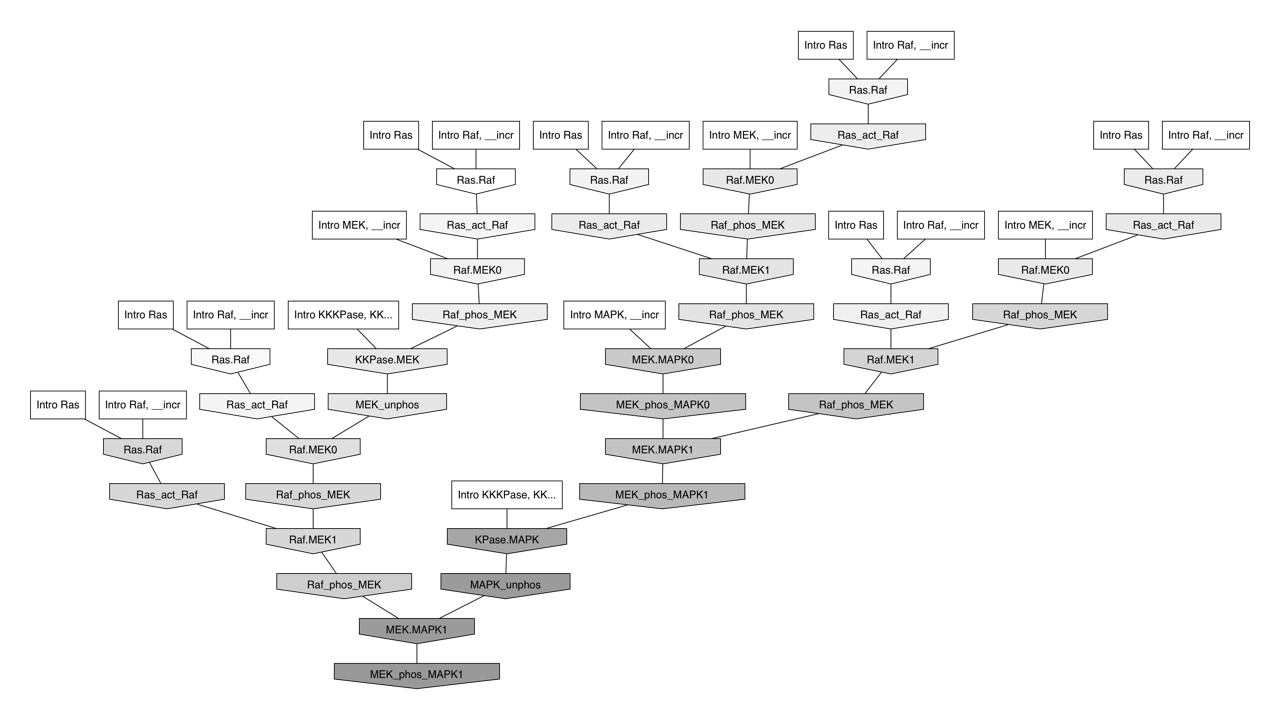 Intro Ras
Intro Raf, __incr
Ras.Raf
Intro Ras
Intro Raf, __incr
Intro Ras
Intro Raf, __incr
Intro MEK, __incr
Ras_act_Raf
Intro Ras
Intro Raf, __incr
Ras.Raf
Ras.Raf
Raf.MEK0
Ras.Raf
Intro MEK, __incr
Ras_act_Raf
Ras_act_Raf
Raf_phos_MEK
Intro Ras
Intro Raf, __incr
Intro MEK, __incr
Ras_act_Raf
Raf.MEK0
Raf.MEK1
Ras.Raf
Raf.MEK0
Intro Ras
Intro Raf, __incr
Intro KKKPase, KK...
Raf_phos_MEK
Intro MAPK, __incr
Raf_phos_MEK
Ras_act_Raf
Raf_phos_MEK
Ras.Raf
KKPase.MEK
MEK.MAPK0
Raf.MEK1
Intro Ras
Intro Raf, __incr
Ras_act_Raf
MEK_unphos
MEK_phos_MAPK0
Raf_phos_MEK
Ras.Raf
Raf.MEK0
MEK.MAPK1
Ras_act_Raf
Raf_phos_MEK
Intro KKKPase, KK...
MEK_phos_MAPK1
Raf.MEK1
KPase.MAPK
Raf_phos_MEK
MAPK_unphos
MEK.MAPK1
MEK_phos_MAPK1